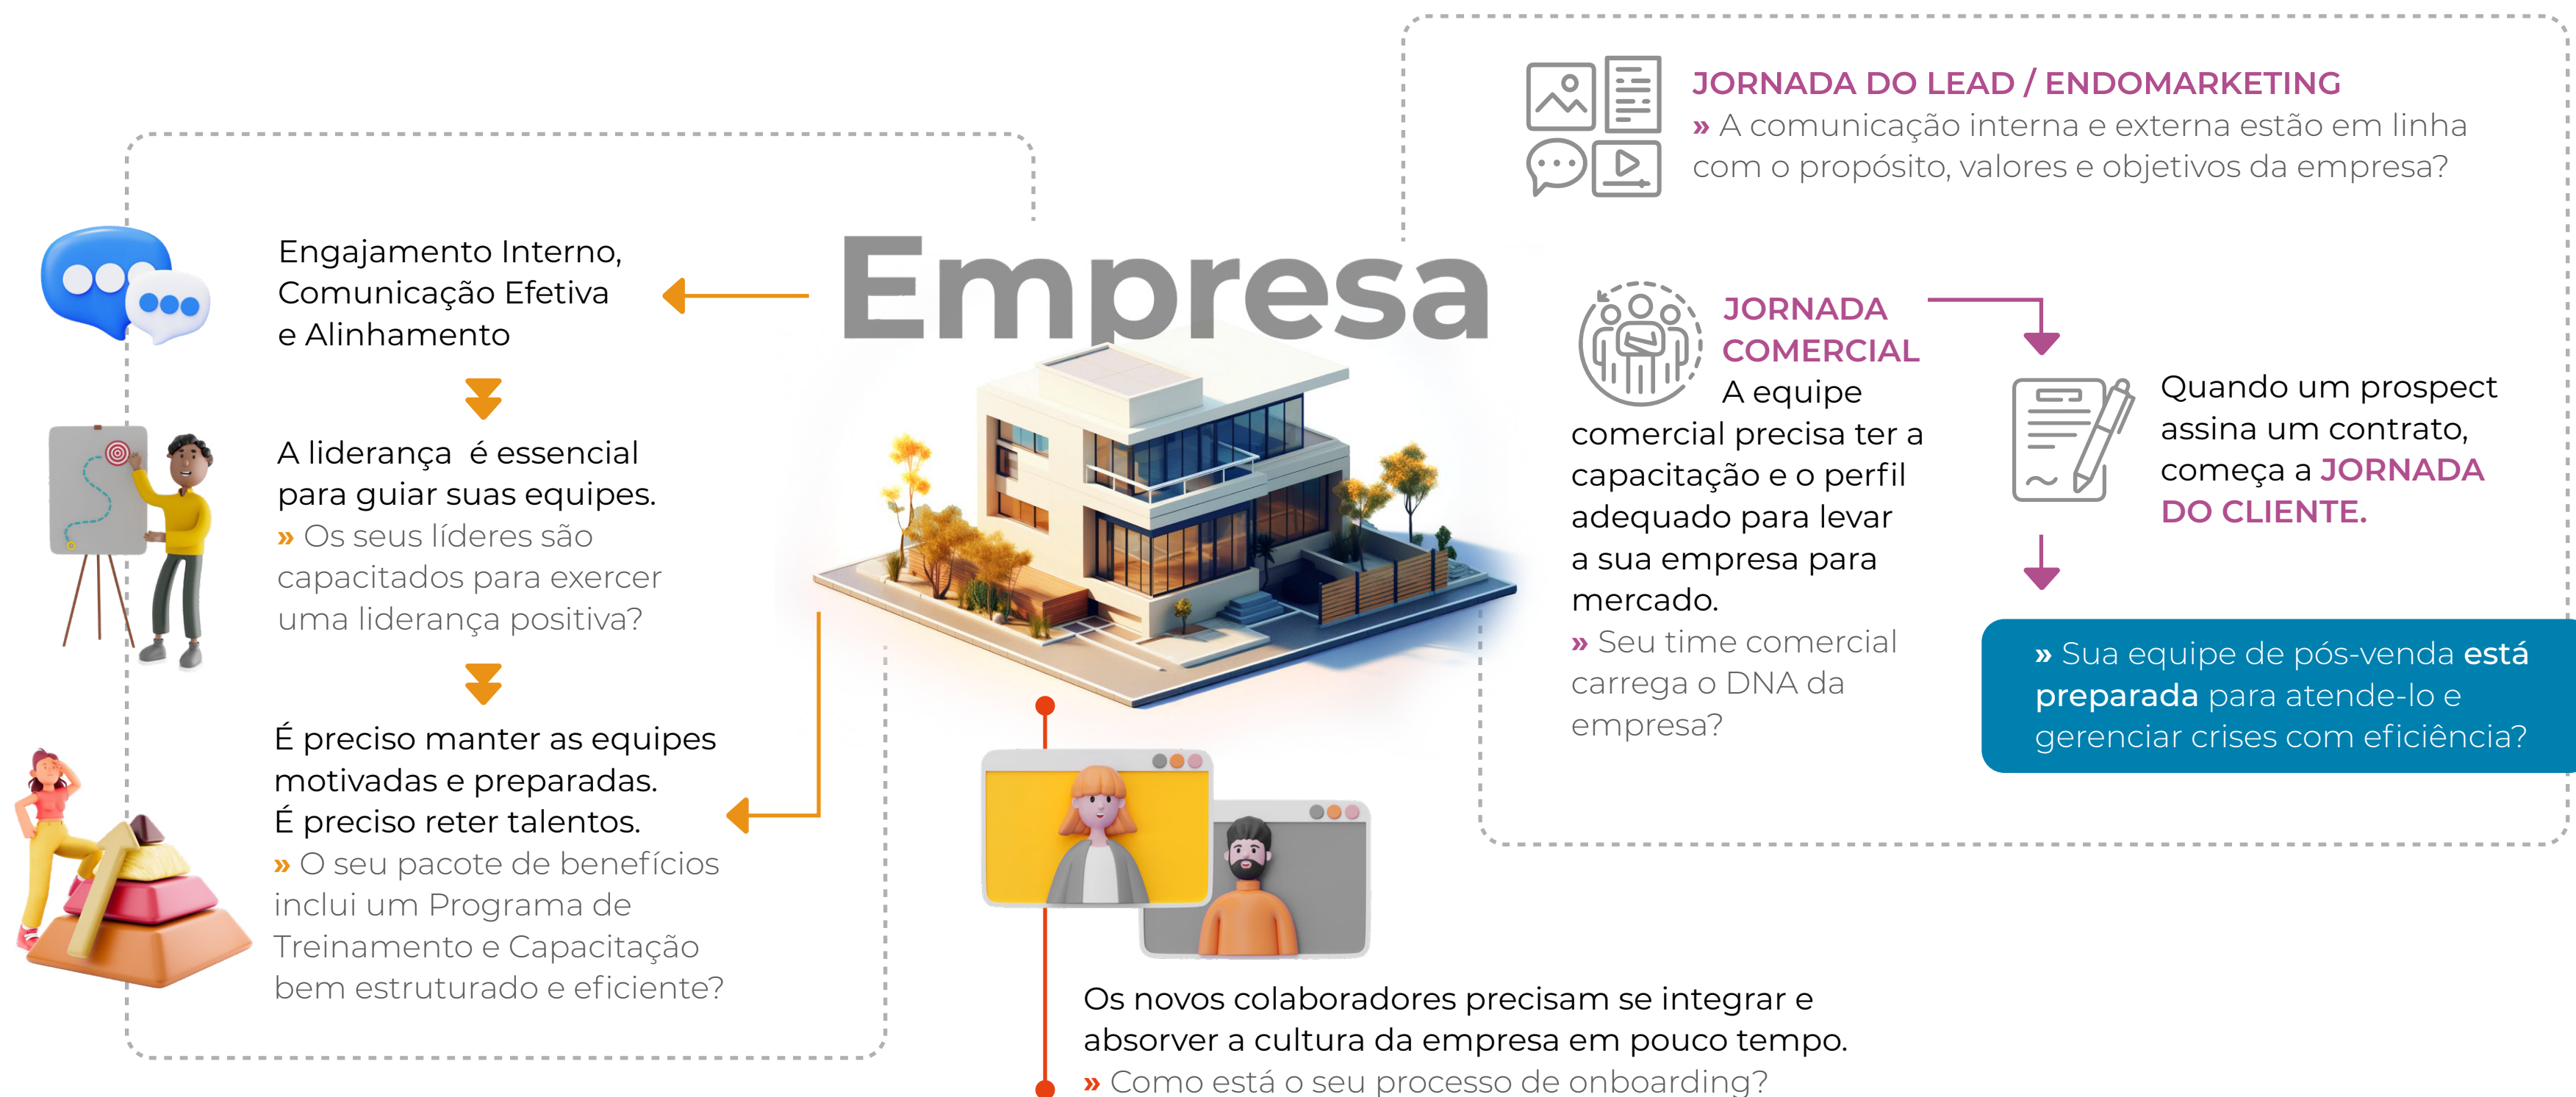 Empresa
Engajamento Interno,
Comunicação Efetiva
e Alinhamento
A liderança  é essencial
para guiar suas equipes.
» Os seus líderes são
capacitados para exercer
uma liderança positiva?
É preciso manter as equipes
motivadas e preparadas.
É preciso reter talentos.
» O seu pacote de benefícios
inclui um Programa de
Treinamento e Capacitação
bem estruturado e eficiente?
Os novos colaboradores precisam se integrar e
absorver a cultura da empresa em pouco tempo.
» Como está o seu processo de onboarding?
JORNADA DO LEAD / ENDOMARKETING
» A comunicação interna e externa estão em linha
com o propósito, valores e objetivos da empresa?
JORNADA
COMERCIAL
A equipe
comercial precisa ter a
capacitação e o perfil
adequado para levar
a sua empresa para
mercado.
» Seu time comercial
carrega o DNA da
empresa?
Quando um prospect
assina um contrato,
começa a JORNADA
DO CLIENTE.
» Sua equipe de pós-venda está
preparada para atende-lo e
gerenciar crises com eficiência?